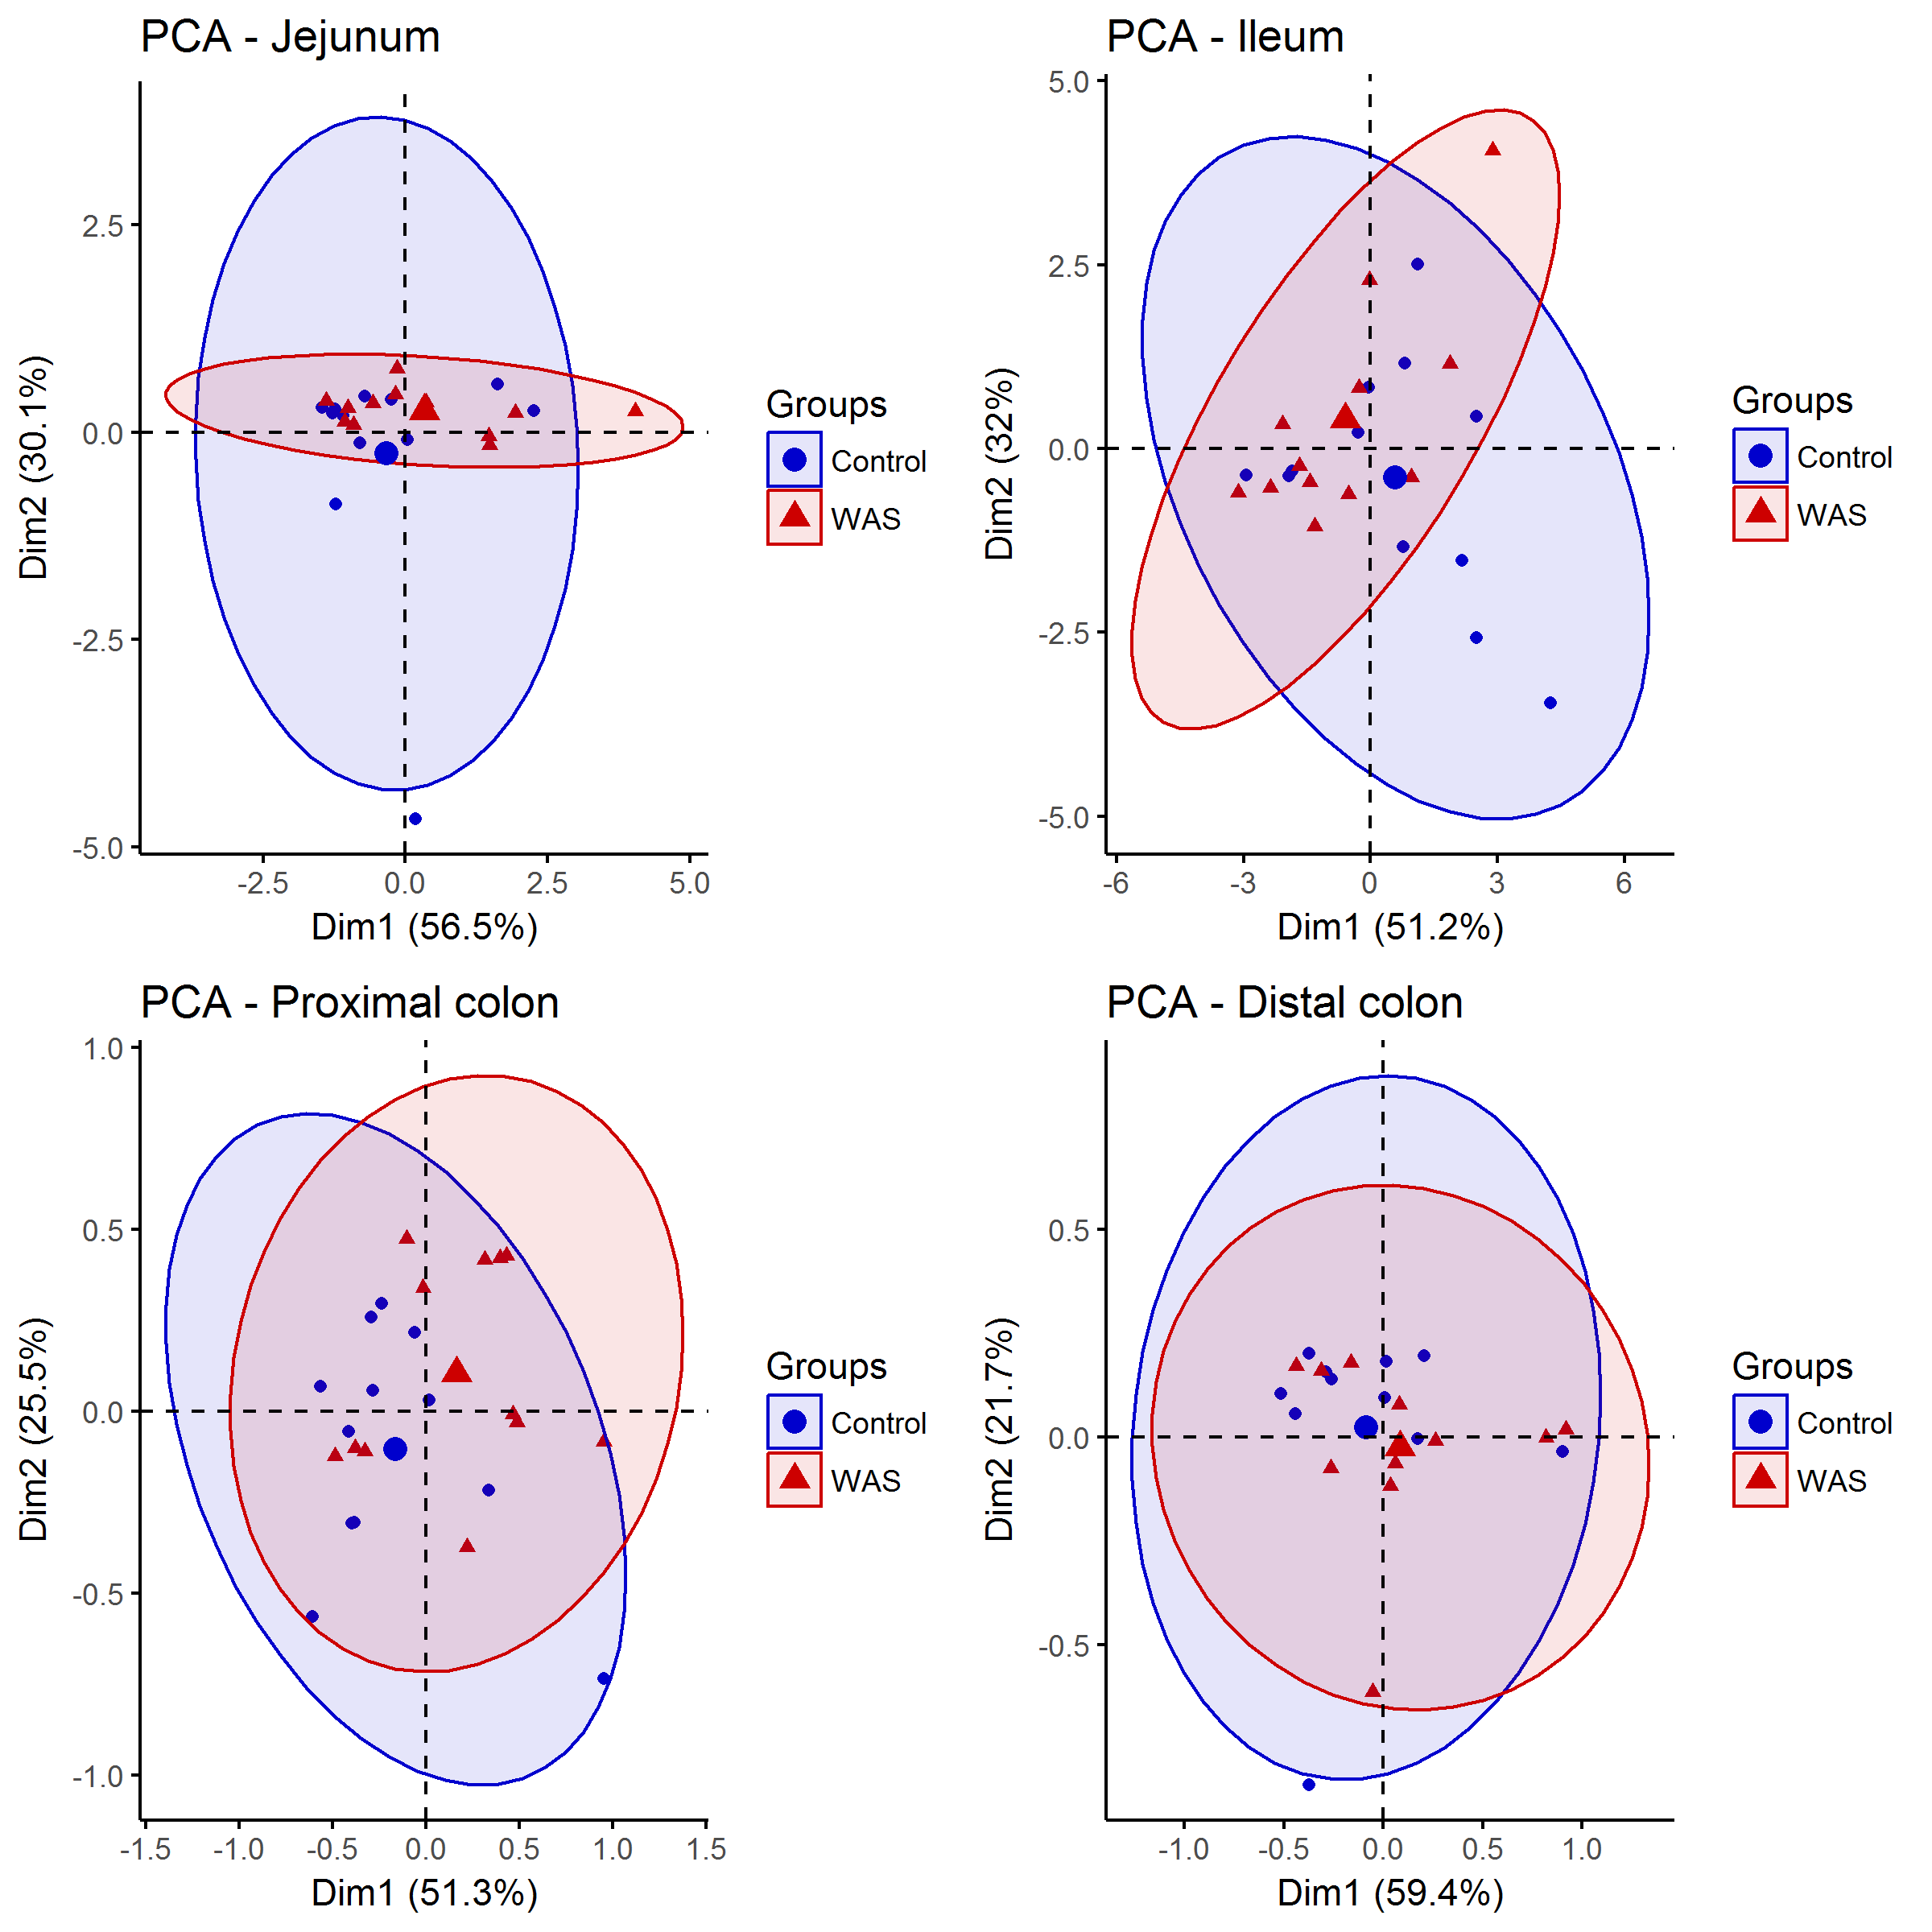 PCA - Jejunum
2.5
0.0
-2.5
-5.0
Dim2 (30.1%)
-2.5 0.0 2.5 5.0
Dim1 (56.5%)
Groups
Control
WAS
PCA - Ileum
5.0
2.5
0.0
-2.5
-5.0
Dim2 (32%)
-6 -3 0 3 6
Dim1 (51.2%)
Groups
Control
WAS
PCA - Proximal colon
1.0
0.5
0.0
-0.5
-1.0
Dim2 (25.5%)
-1.5 -1.0 -0.5 0.0 0.5 1.0 1.5
Dim1 (51.3%)
Groups
Control
WAS
PCA - Distal colon
0.5
0.0
-0.5
Dim2 (21.7%)
-1.0 -0.5 0.0 0.5 1.0
Dim1 (59.4%)
Groups
Control
WAS